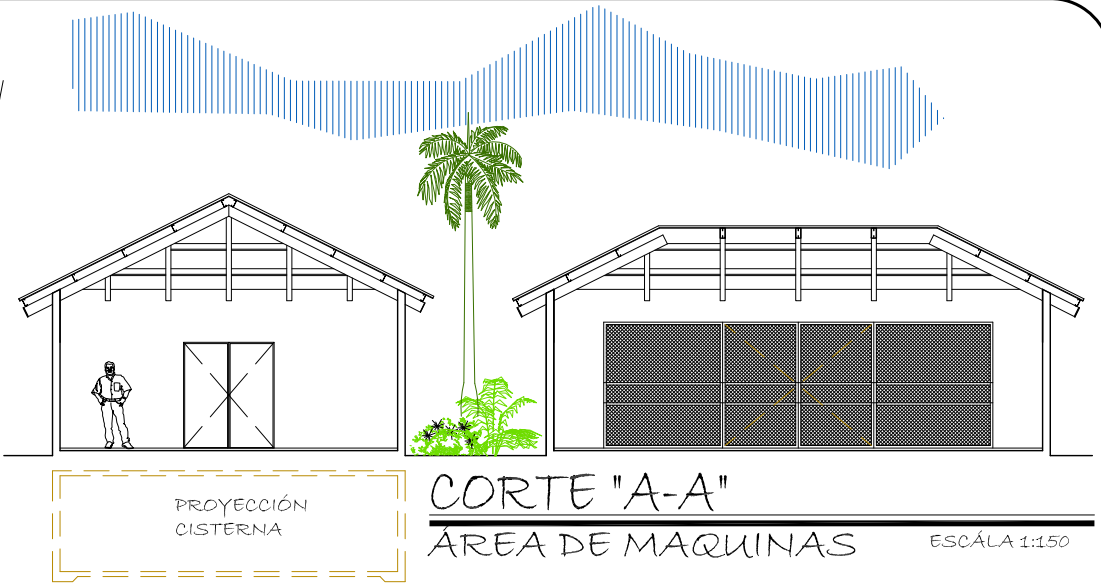 PROYECCIÓN
CISTERNA
CORTE "A-A"
ÁREA DE MAQUINAS
ESCÁLA 1:150